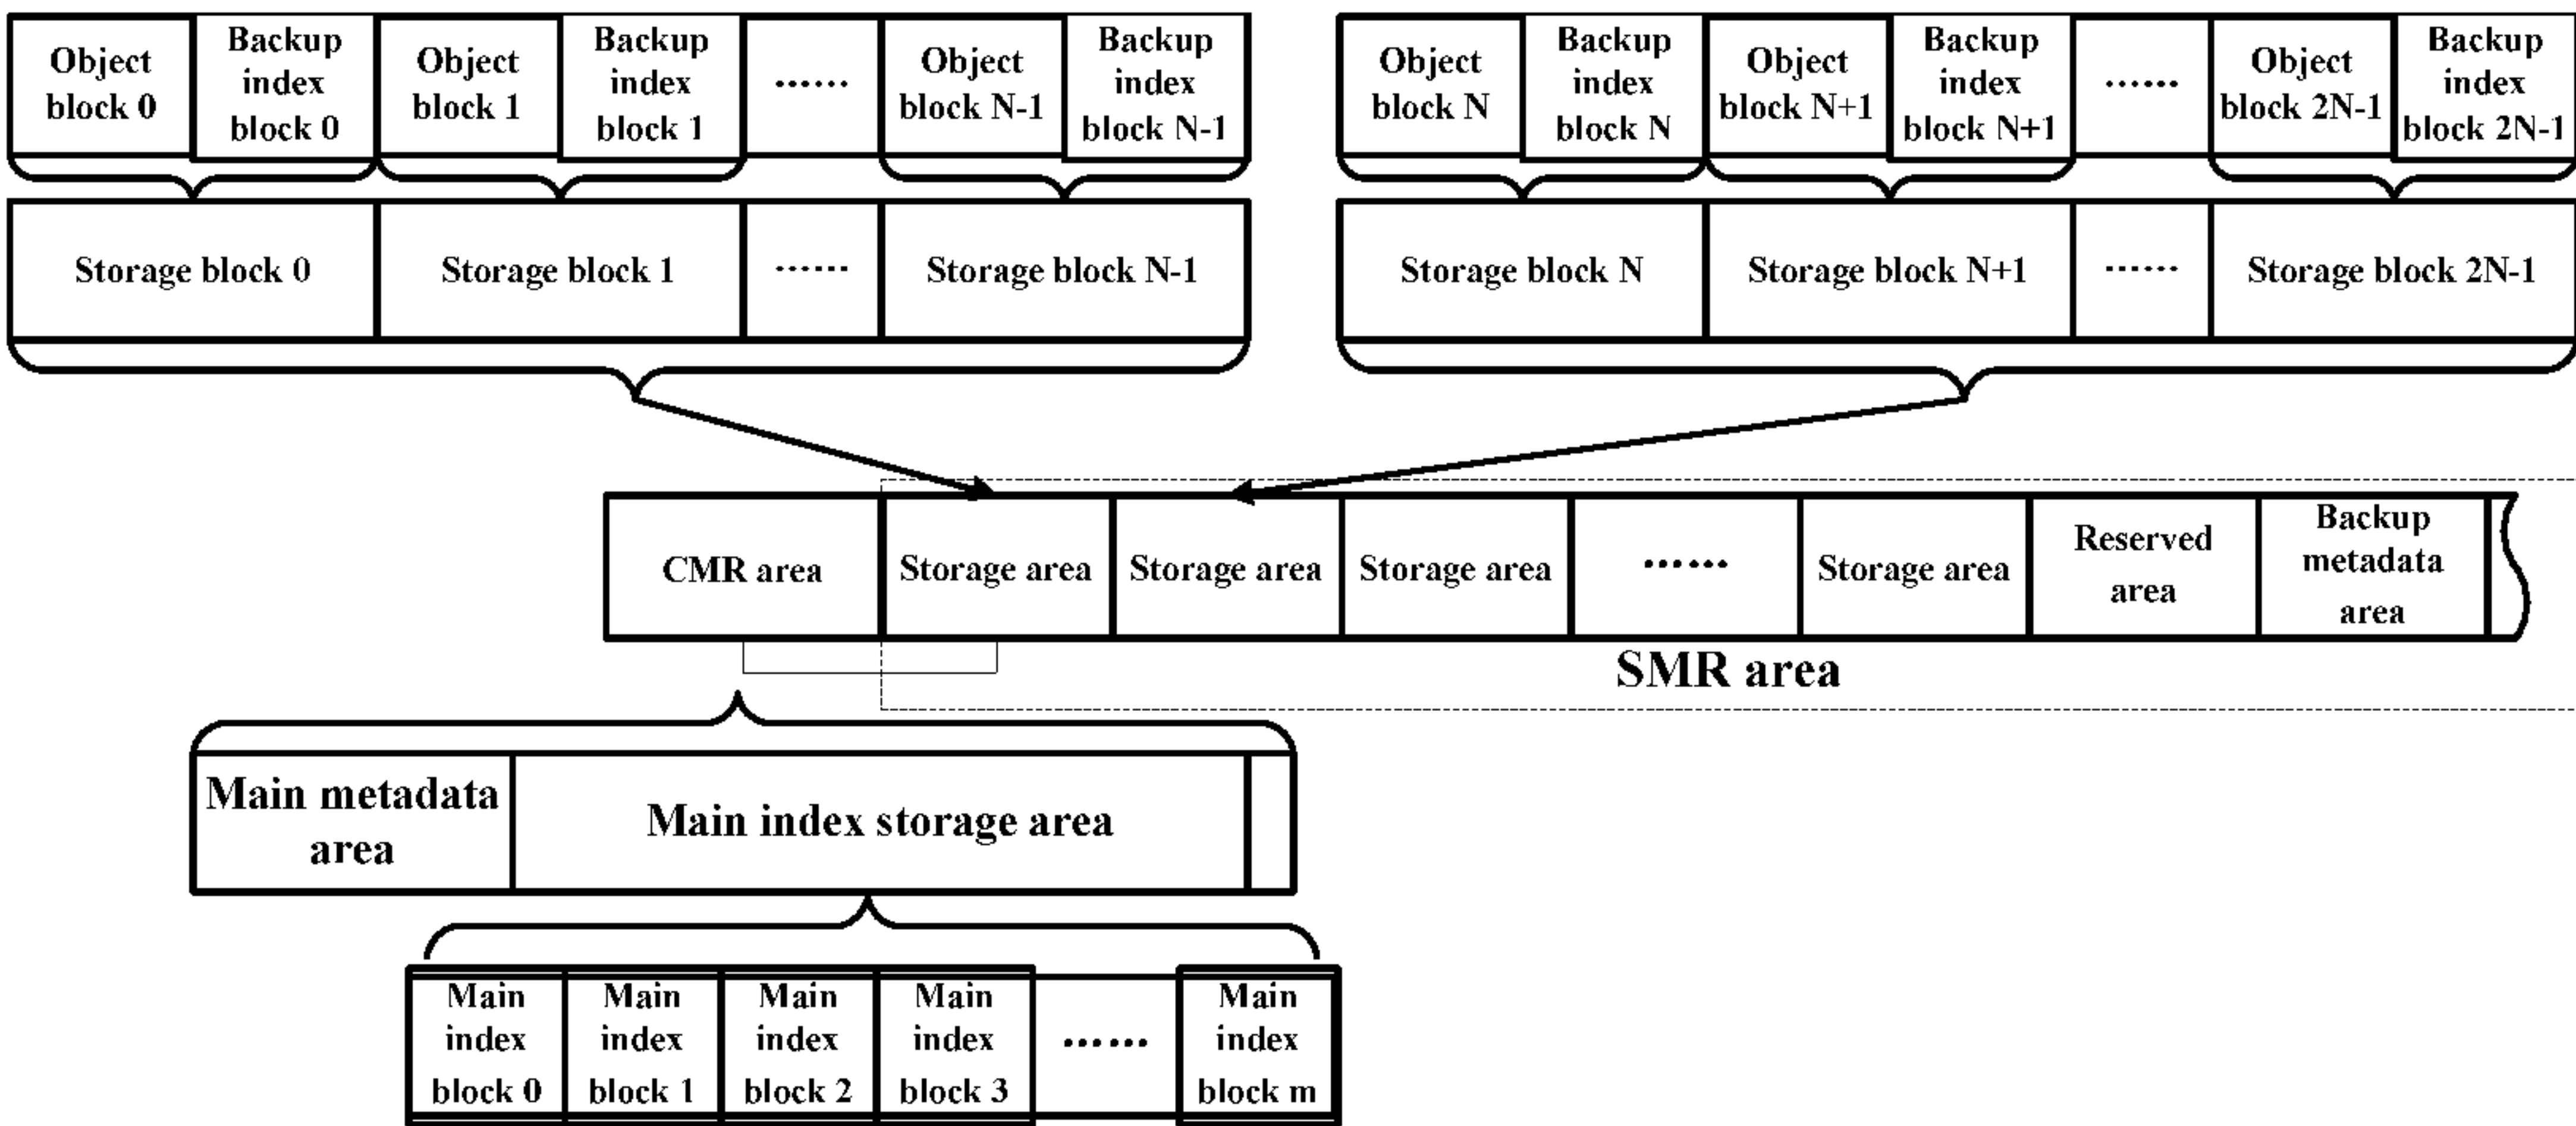 Object
block 0
Backup
index
block 0
Object
block 1
Backup
index
block 1
......
Object
block N-1
Backup
index
block N-1
Object
block N
Backup
index
block N
Object
block N+1
Backup
index
block N+1
......
Object
block 2N-1
Backup
index
block 2N-1
Storage block 0
Storage block 1
......
Storage block N-1
Storage block N
Storage block N+1
......
Storage block 2N-1
CMR area
Storage area
Storage area
Storage area
......
Storage area
Reserved
area
Backup
metadata
area
SMR area
Main metadata
area
Main index storage area
Main
index
block 0
Main
index
block 1
Main
index
block 2
Main
index
block 3
......
Main
index
block m